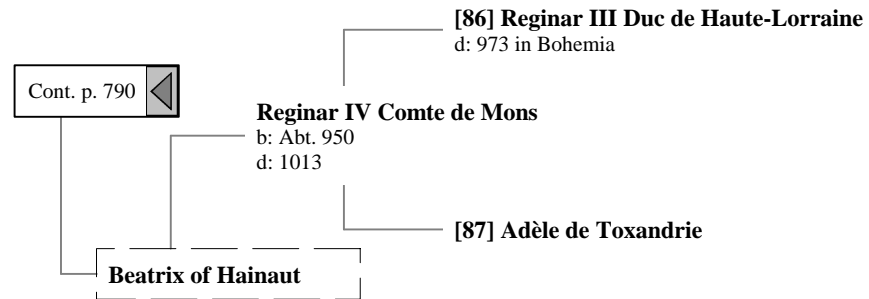 [86] Reginar III Duc de Haute-Lorraine
d: 973 in Bohemia
Cont. p. 790
Reginar IV Comte de Mons
b: Abt. 950
d: 1013
[87] Adèle de Toxandrie
Beatrix of Hainaut